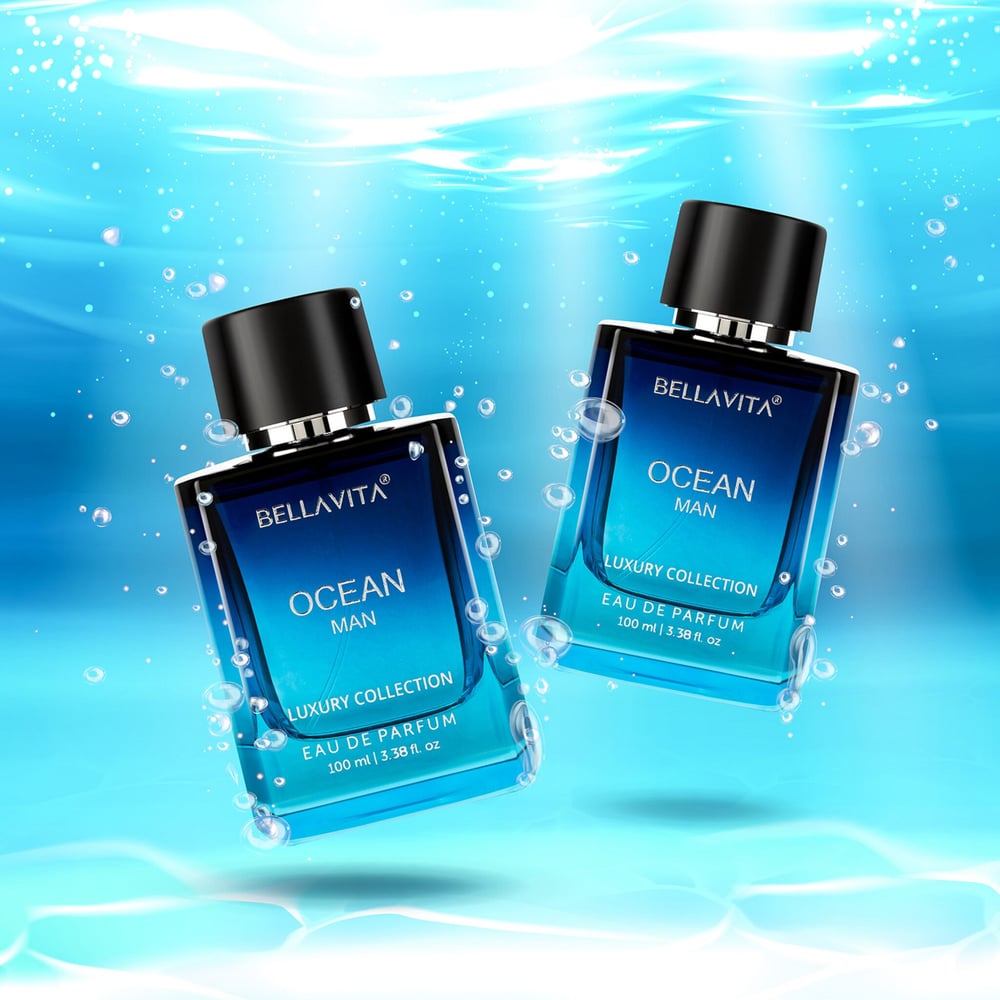 BELLAVITA®
OCEAN
MAN
LUXURY COLLECTION
EAU DE PARFUM
100 ml | 3.38 fl. oz
BELLAVITA®
OCEAN
MAN
LUXURY COLLECTION
EAU DE PARFUM
100 ml | 3.38 fl. oz